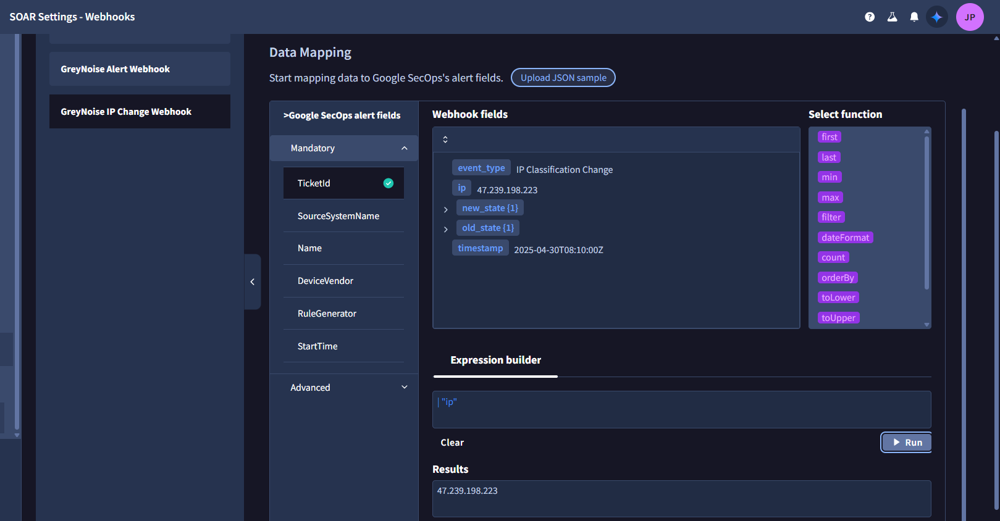 SOAR Settings - Webhooks
JP
GreyNoise Alert Webhook
GreyNoise IP Change Webhook
Data Mapping
Start mapping data to Google SecOps's alert fields.
Upload JSON sample
>Google SecOps alert fields
Mandatory
TicketId
SourceSystemName
Name
DeviceVendor
RuleGenerator
StartTime
Advanced
Webhook fields
event_type IP Classification Change
ip 47.239.198.223
new_state {1}
old_state {1}
timestamp 2025-04-30T08:10:00Z
Select function
first
last
min
max
filter
dateFormat
count
orderBy
toLower
toUpper
Expression builder
| "ip"
Clear
Run
Results
47.239.198.223